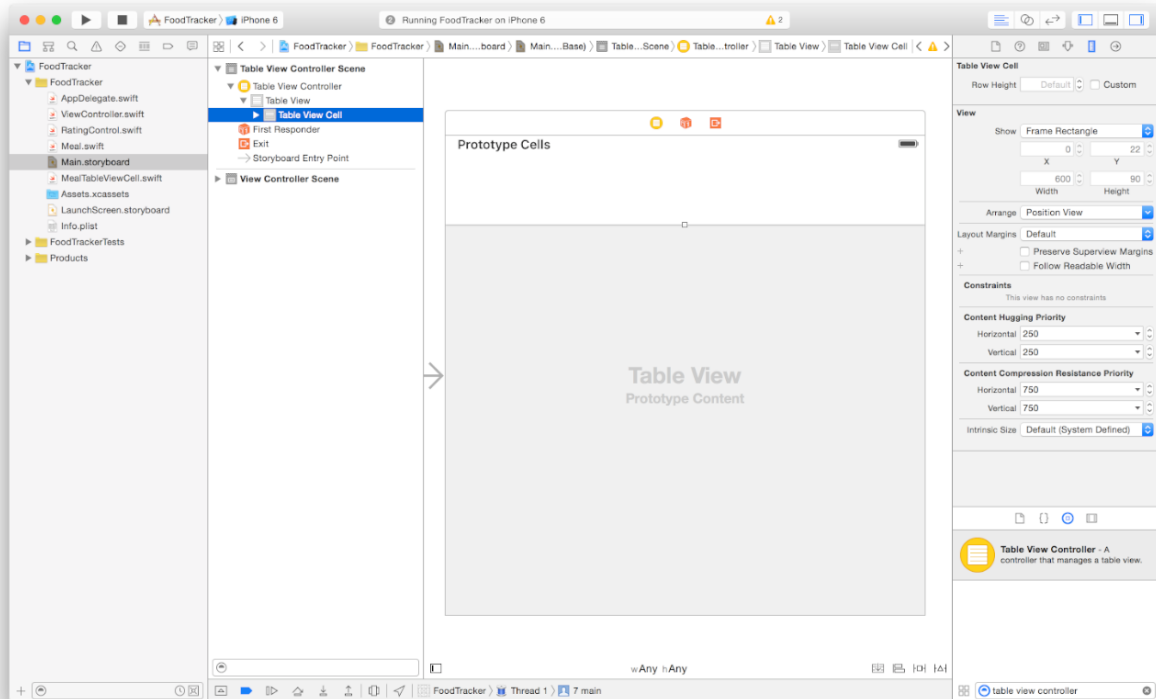 FoodTracker iPhone 6
Running FoodTracker on iPhone 6
2
FoodTracker FoodTracker Main....board Main....Base) Table...Scene Table...troller Table View Table View Cell
FoodTracker
FoodTracker
AppDelegate.swift
ViewController.swift
RatingControl.swift
Meal.swift
Main.storyboard
MealTableViewCell.swift
Assets.xcassets
LaunchScreen.storyboard
Info.plist
FoodTrackerTests
Products
Table View Controller Scene
Table View Controller
Table View
Table View Cell
First Responder
Exit
Storyboard Entry Point
View Controller Scene
Prototype Cells
Table View
Prototype Content
wAny hAny
FoodTracker Thread 1 7 main
Table View Cell
Row Height Default Custom
View
Show Frame Rectangle
0 22
X Y
600 90
Width Height
Arrange Position View
Layout Margins Default
Preserve Superview Margins
Follow Readable Width
Constraints
This view has no constraints
Content Hugging Priority
Horizontal 250
Vertical 250
Content Compression Resistance Priority
Horizontal 750
Vertical 750
Intrinsic Size Default (System Defined)
Table View Controller - A
controller that manages a table view.
table view controller